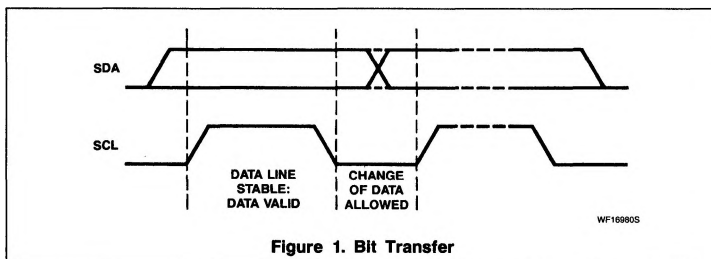 SDA
SCL
DATA LINE
STABLE:
DATA VALID
CHANGE
OF DATA
ALLOWED
WF16980S
Figure 1. Bit Transfer